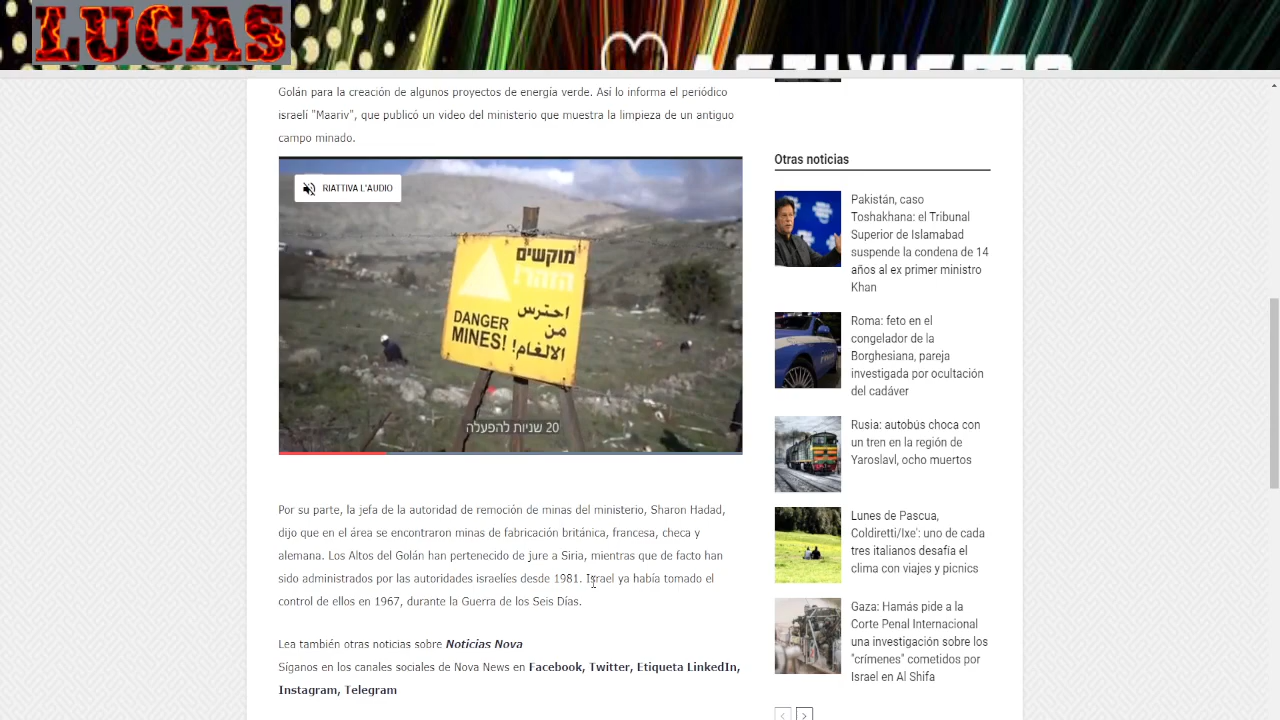 LUCAS
Golán para la creación de algunos proyectos de energía verde. Así lo informa el periódico
israelí "Maariv", que publicó un video del ministerio que muestra la limpieza de un antiguo
campo minado.
RIATTIVA L'AUDIO
מוקשים
הזהר!
احترس
من
الالغام!
DANGER
MINES!
20 שניות להפעלה
Por su parte, la jefa de la autoridad de remoción de minas del ministerio, Sharon Hadad,
dijo que en el área se encontraron minas de fabricación británica, francesa, checa y
alemana. Los Altos del Golán han pertenecido de jure a Siria, mientras que de facto han
sido administrados por las autoridades israelíes desde 1981. Israel ya había tomado el
control de ellos en 1967, durante la Guerra de los Seis Días.
Lea también otras noticias sobre Noticias Nova
Síganos en los canales sociales de Nova News en Facebook, Twitter, Etiqueta LinkedIn,
Instagram, Telegram
Otras noticias
Pakistán, caso
Toshakhana: el Tribunal
Superior de Islamabad
suspende la condena de 14
años al ex primer ministro
Khan
Roma: feto en el
congelador de la
Borghesiana, pareja
investigada por ocultación
del cadáver
Rusia: autobús choca con
un tren en la región de
Yaroslavl, ocho muertos
Lunes de Pascua,
Coldiretti/Ixe': uno de cada
tres italianos desafía el
clima con viajes y picnics
Gaza: Hamás pide a la
Corte Penal Internacional
una investigación sobre los
"crímenes" cometidos por
Israel en Al Shifa